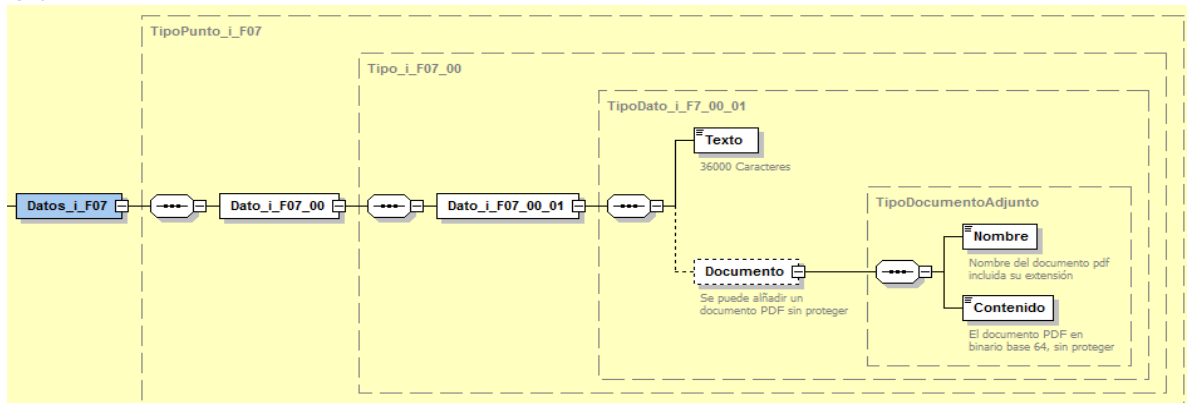 TipoPunto_i_F07
Tipo_i_F07_00
TipoDato_i_F7_00_01
Texto
36000 Caracteres
Datos_i_F07
Dato_i_F07_00
Dato_i_F07_00_01
TipoDocumentoAdjunto
Nombre
Nombre del documento pdf
incluida su extensión
Documento
Se puede alñadir un
documento PDF sin proteger
Contenido
El documento PDF en
binario base 64, sin proteger